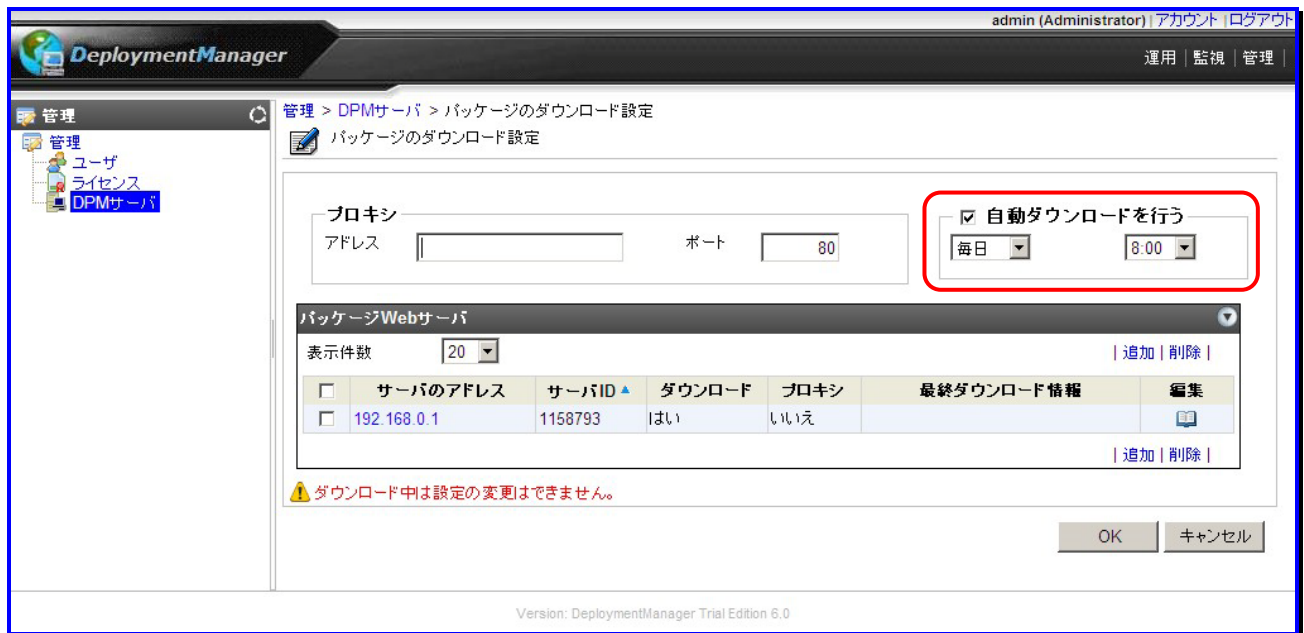 admin (Administrator) | アカウント | ログアウト
DeploymentManager
運用 | 監視 | 管理 |
管理
管理
ユーザ
ライセンス
DPMサーバ
管理 > DPMサーバ > パッケージのダウンロード設定
パッケージのダウンロード設定
プロキシ
アドレス ポート 80
自動ダウンロードを行う
毎日 8:00
パッケージWebサーバ
表示件数 20 | 追加 | 削除 |
サーバのアドレス サーバID ダウンロード プロキシ 最終ダウンロード情報 編集
192.168.0.1 1158793 はい いいえ
| 追加 | 削除 |
ダウンロード中は設定の変更はできません。
OK キャンセル
Version: DeploymentManager Trial Edition 6.0